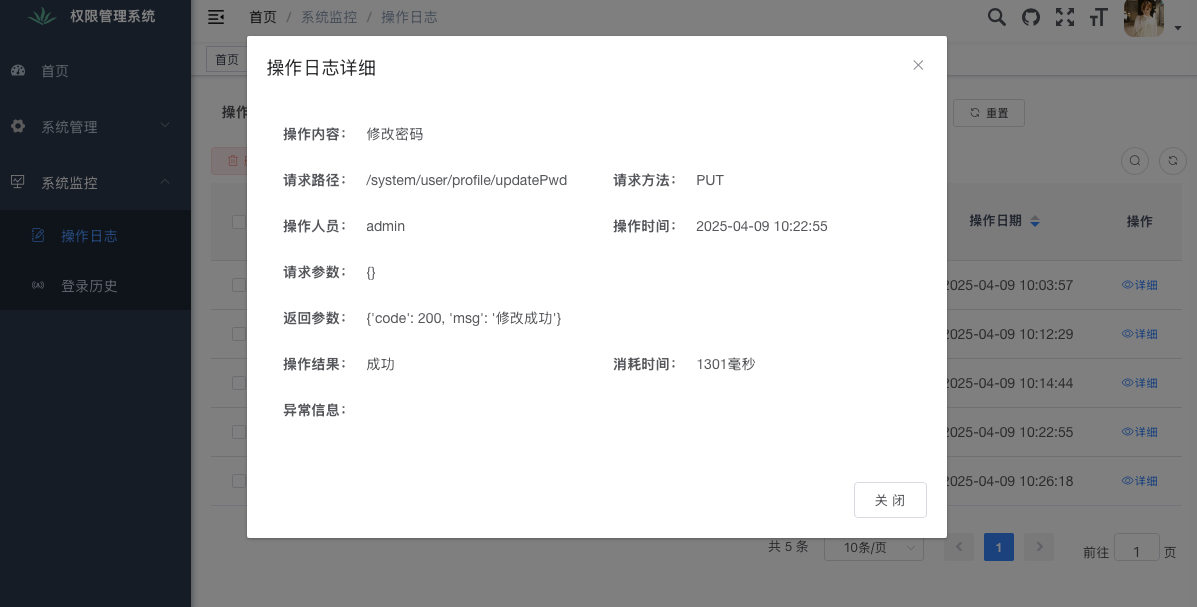 权限管理系统
首页 / 系统监控 / 操作日志
首页
首页
系统管理
系统监控
操作日志
登录历史
操作
重置
操作日期
操作
2025-04-09 10:03:57
详细
2025-04-09 10:12:29
详细
2025-04-09 10:14:44
详细
2025-04-09 10:22:55
详细
2025-04-09 10:26:18
详细
操作日志详细
操作内容： 修改密码
请求路径： /system/user/profile/updatePwd 请求方法： PUT
操作人员： admin 操作时间： 2025-04-09 10:22:55
请求参数： {}
返回参数： {'code': 200, 'msg': '修改成功'}
操作结果： 成功 消耗时间： 1301毫秒
异常信息：
关 闭
共 5 条 10条/页 1 前往 1 页